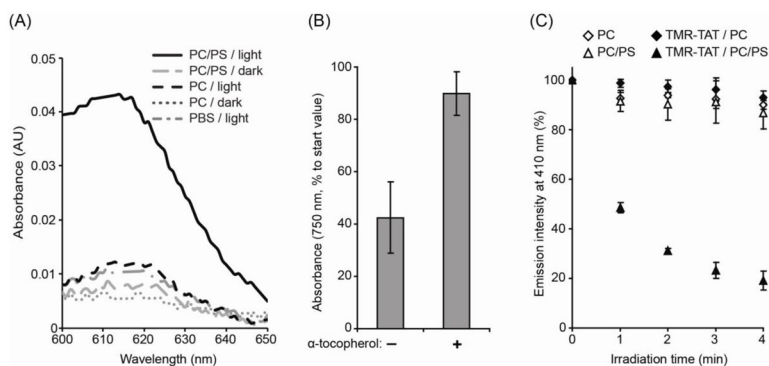 (A)
0.05
0.04
0.03
0.02
0.01
0
600
610
620
630
640
650
Absorbance (AU)
Wavelength (nm)
PC/PS / light
PC/PS / dark
PC / light
PC / dark
PBS / light
(B)
100
80
60
40
20
0
Absorbance (750 nm, % to start value)
α-tocopherol: − +
(C)
PC
TMR-TAT / PC
PC/PS
TMR-TAT / PC/PS
100
80
60
40
20
0
Emission intensity at 410 nm (%)
0
1
2
3
4
Irradiation time (min)